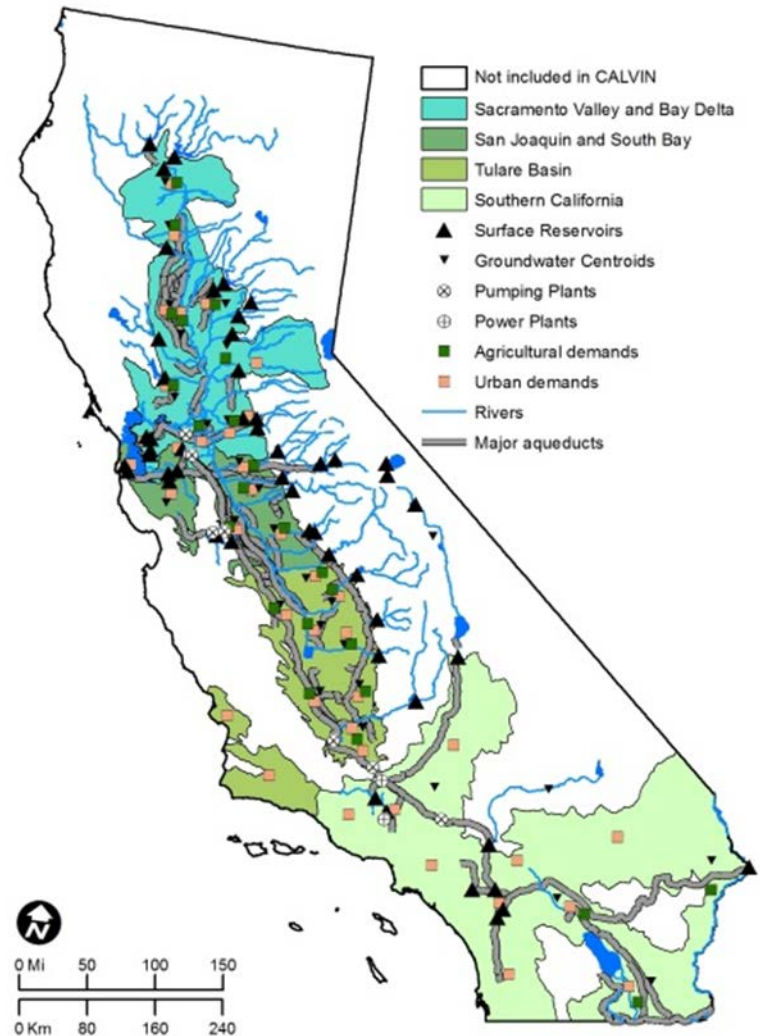 Not included in CALVIN
Sacramento Valley and Bay Delta
San Joaquin and South Bay
Tulare Basin
Southern California
Surface Reservoirs
Groundwater Centroids
Pumping Plants
Power Plants
Agricultural demands
Urban demands
Rivers
Major aqueducts
N
0 Mi 50 100 150
0 Km 80 160 240